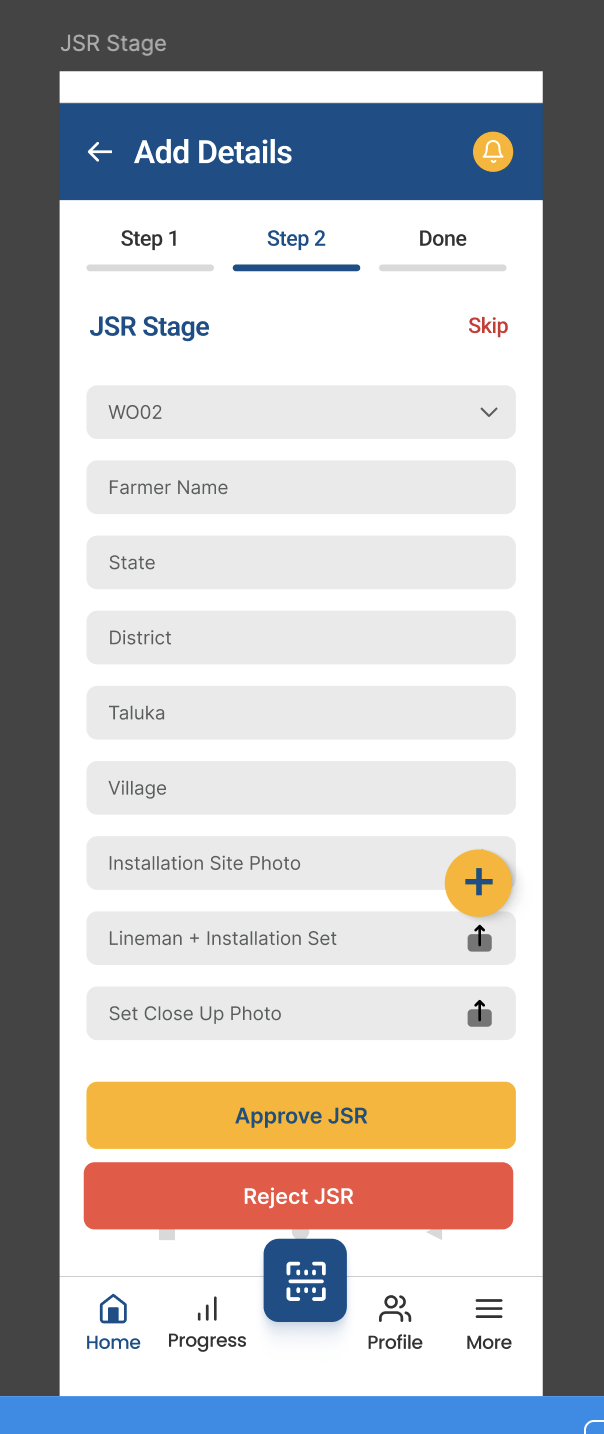 JSR Stage
Add Details
Step 1
Step 2
Done
JSR Stage
Skip
WO02
Farmer Name
State
District
Taluka
Village
Installation Site Photo
Lineman + Installation Set
Set Close Up Photo
Approve JSR
Reject JSR
Home
Progress
Profile
More